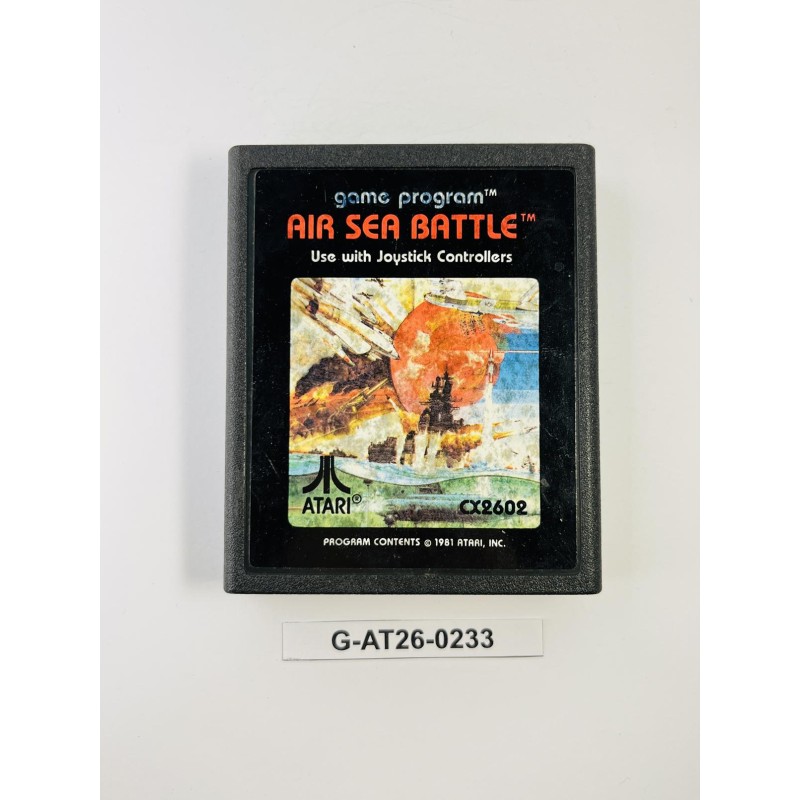 game program™
AIR SEA BATTLE™
Use with Joystick Controllers
ATARI®
CX2602
PROGRAM CONTENTS © 1981 ATARI, INC.
G-AT26-0233